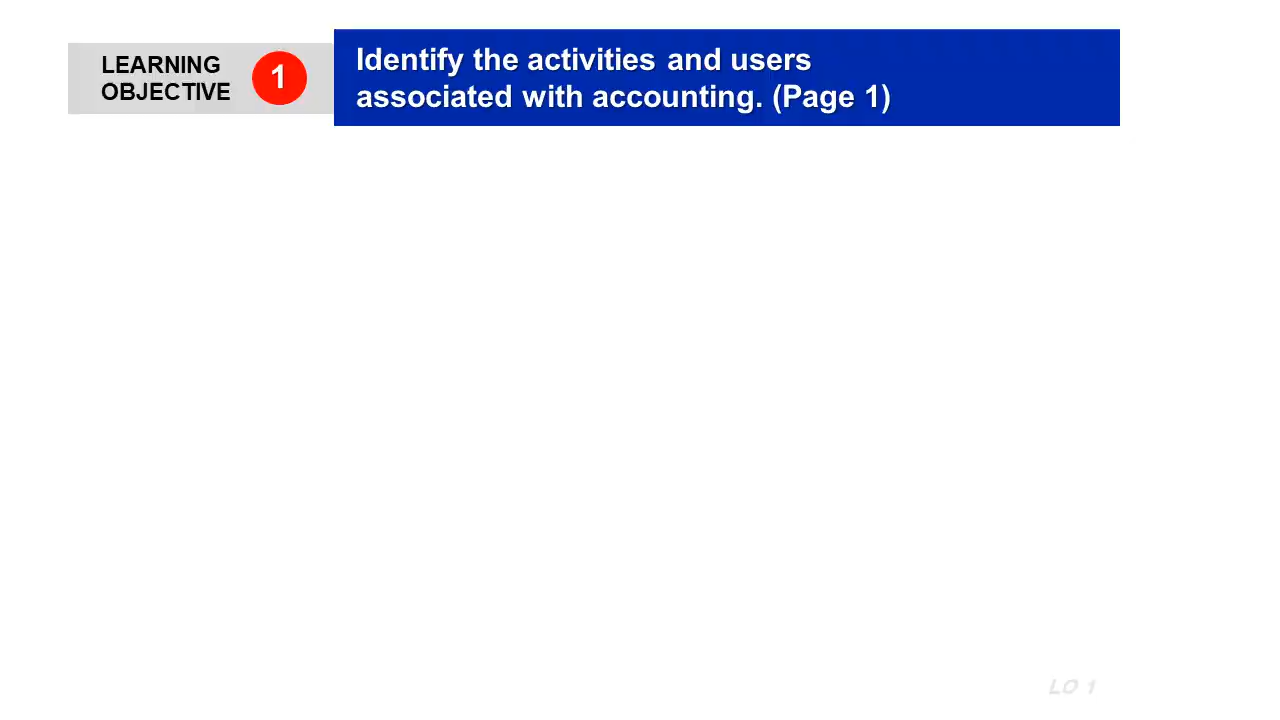 LEARNING
OBJECTIVE
1
Identify the activities and users
associated with accounting. (Page 1)
LO 1